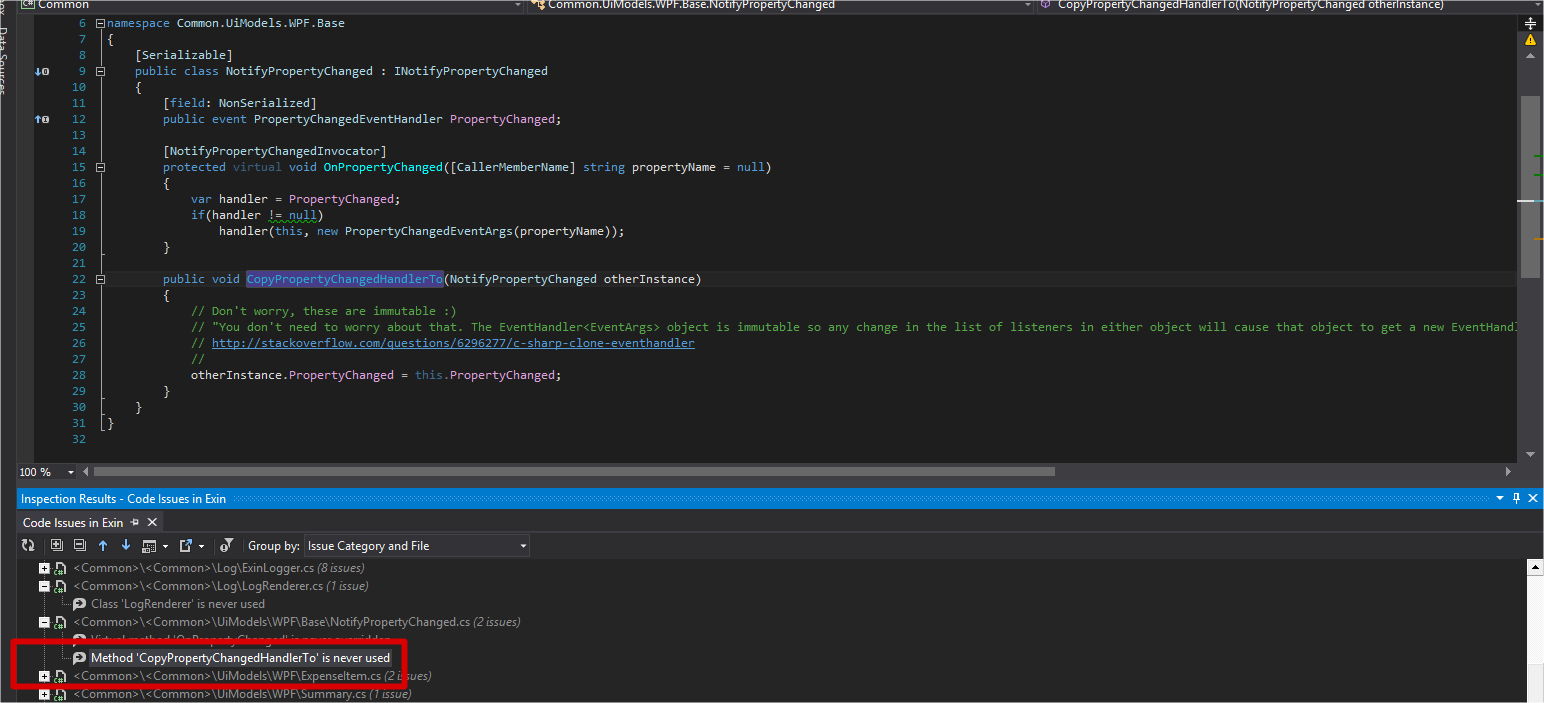 Common Common.UiModels.WPF.Base.NotifyPropertyChanged CopyPropertyChangedHandlerTo(NotifyPropertyChanged otherInstance)
Data Sources
6 namespace Common.UiModels.WPF.Base
7 {
8 [Serializable]
9 public class NotifyPropertyChanged : INotifyPropertyChanged
10 {
11 [field: NonSerialized]
12 public event PropertyChangedEventHandler PropertyChanged;
13
14 [NotifyPropertyChangedInvocator]
15 protected virtual void OnPropertyChanged([CallerMemberName] string propertyName = null)
16 {
17 var handler = PropertyChanged;
18 if(handler != null)
19 handler(this, new PropertyChangedEventArgs(propertyName));
20 }
21
22 public void CopyPropertyChangedHandlerTo(NotifyPropertyChanged otherInstance)
23 {
24 // Don't worry, these are immutable :)
25 // "You don't need to worry about that. The EventHandler<EventArgs> object is immutable so any change in the list of listeners in either object will cause that object to get a new EventHandl
26 // http://stackoverflow.com/questions/6296277/c-sharp-clone-eventhandler
27 //
28 otherInstance.PropertyChanged = this.PropertyChanged;
29 }
30 }
31 }
32
100 %
Inspection Results - Code Issues in Exin
Code Issues in Exin
Group by: Issue Category and File
<Common>\<Common>\Log\ExinLogger.cs (8 issues)
<Common>\<Common>\Log\LogRenderer.cs (1 issue)
Class 'LogRenderer' is never used
<Common>\<Common>\UiModels\WPF\Base\NotifyPropertyChanged.cs (2 issues)
Virtual method 'OnPropertyChanged' is never overridden
Method 'CopyPropertyChangedHandlerTo' is never used
<Common>\<Common>\UiModels\WPF\ExpenseItem.cs (2 issues)
<Common>\<Common>\UiModels\WPF\Summary.cs (1 issue)